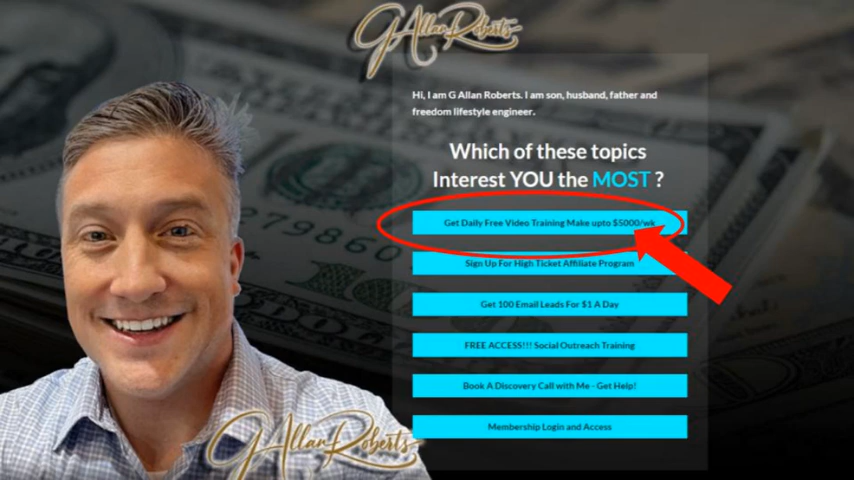 G Allan Roberts
Hi, I am G Allan Roberts. I am son, husband, father and
freedom lifestyle engineer.
Which of these topics
Interest YOU the MOST ?
Get Daily Free Video Training Make upto $5000/wk
Sign Up For High Ticket Affiliate Program
Get 100 Email Leads For $1 A Day
FREE ACCESS!!! Social Outreach Training
Book A Discovery Call with Me - Get Help!
Membership Login and Access
G Allan Roberts